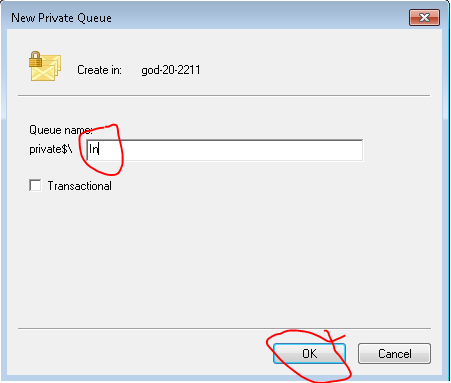 New Private Queue
Create in: god-20-2211
Queue name:
private$\ In
Transactional
OK Cancel